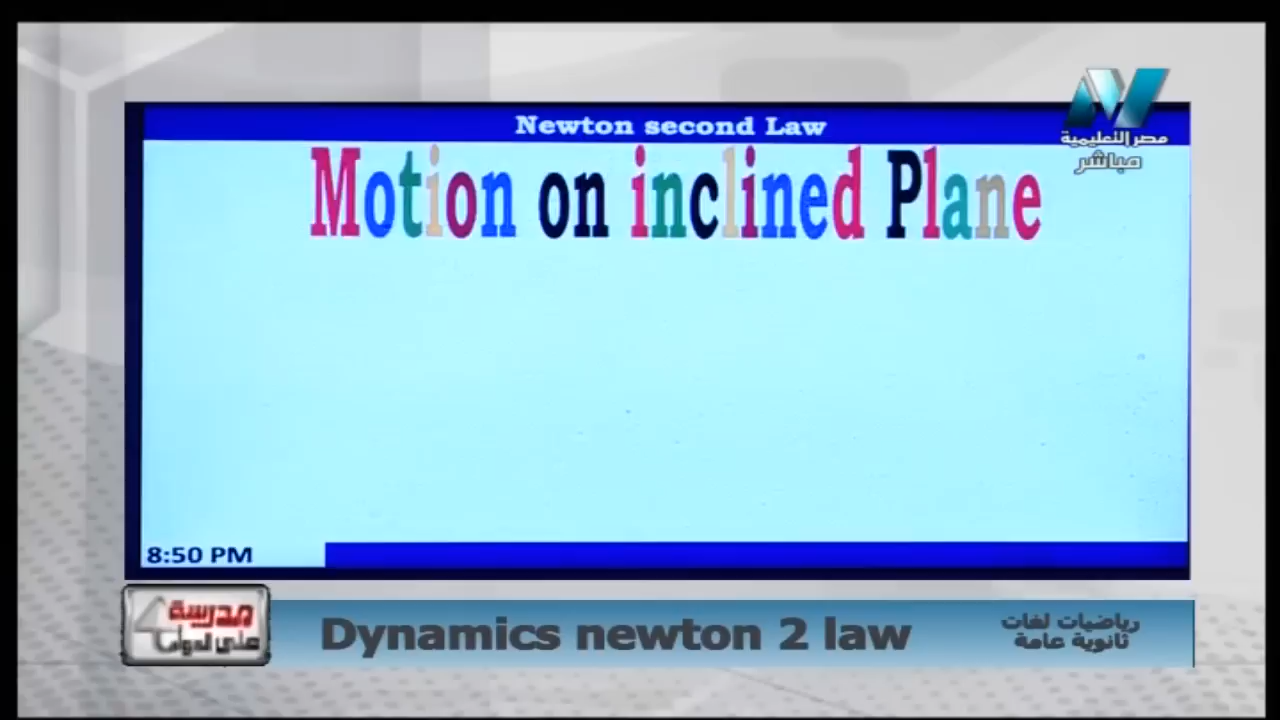 Newton second Law
مصر التعليمية
مباشر
Motion on inclined Plane
8:50 PM
مدرسة
على الهواء
Dynamics newton 2 law
رياضيات لغات
ثانوية عامة